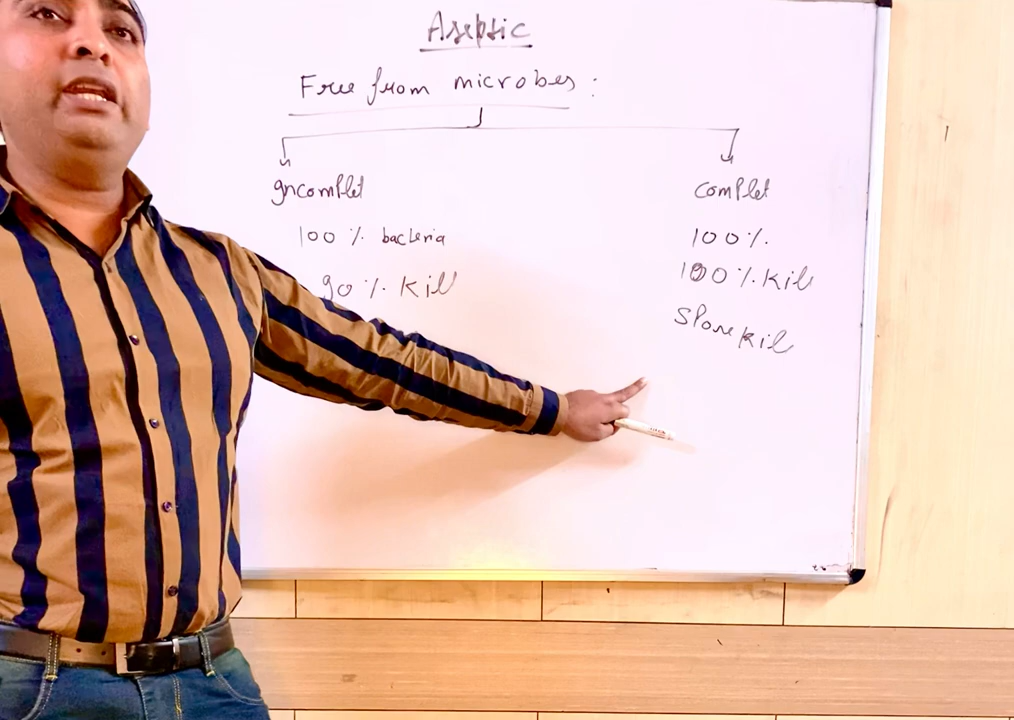 Aseptic
Free from microbes :
Incomplet
complet
100 % bacteria
100 %.
90 % kill
100 %. kill
Spore kill